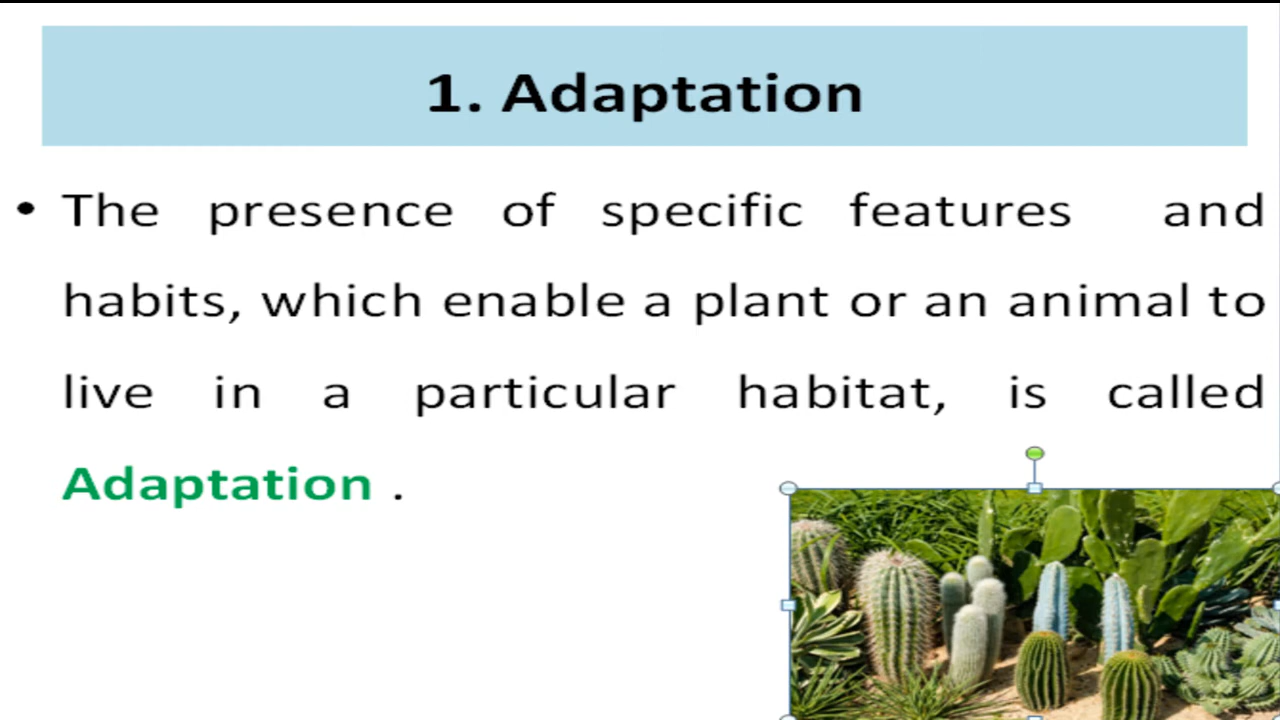 1. Adaptation
• The presence of specific features and
habits, which enable a plant or an animal to
live in a particular habitat, is called
Adaptation .